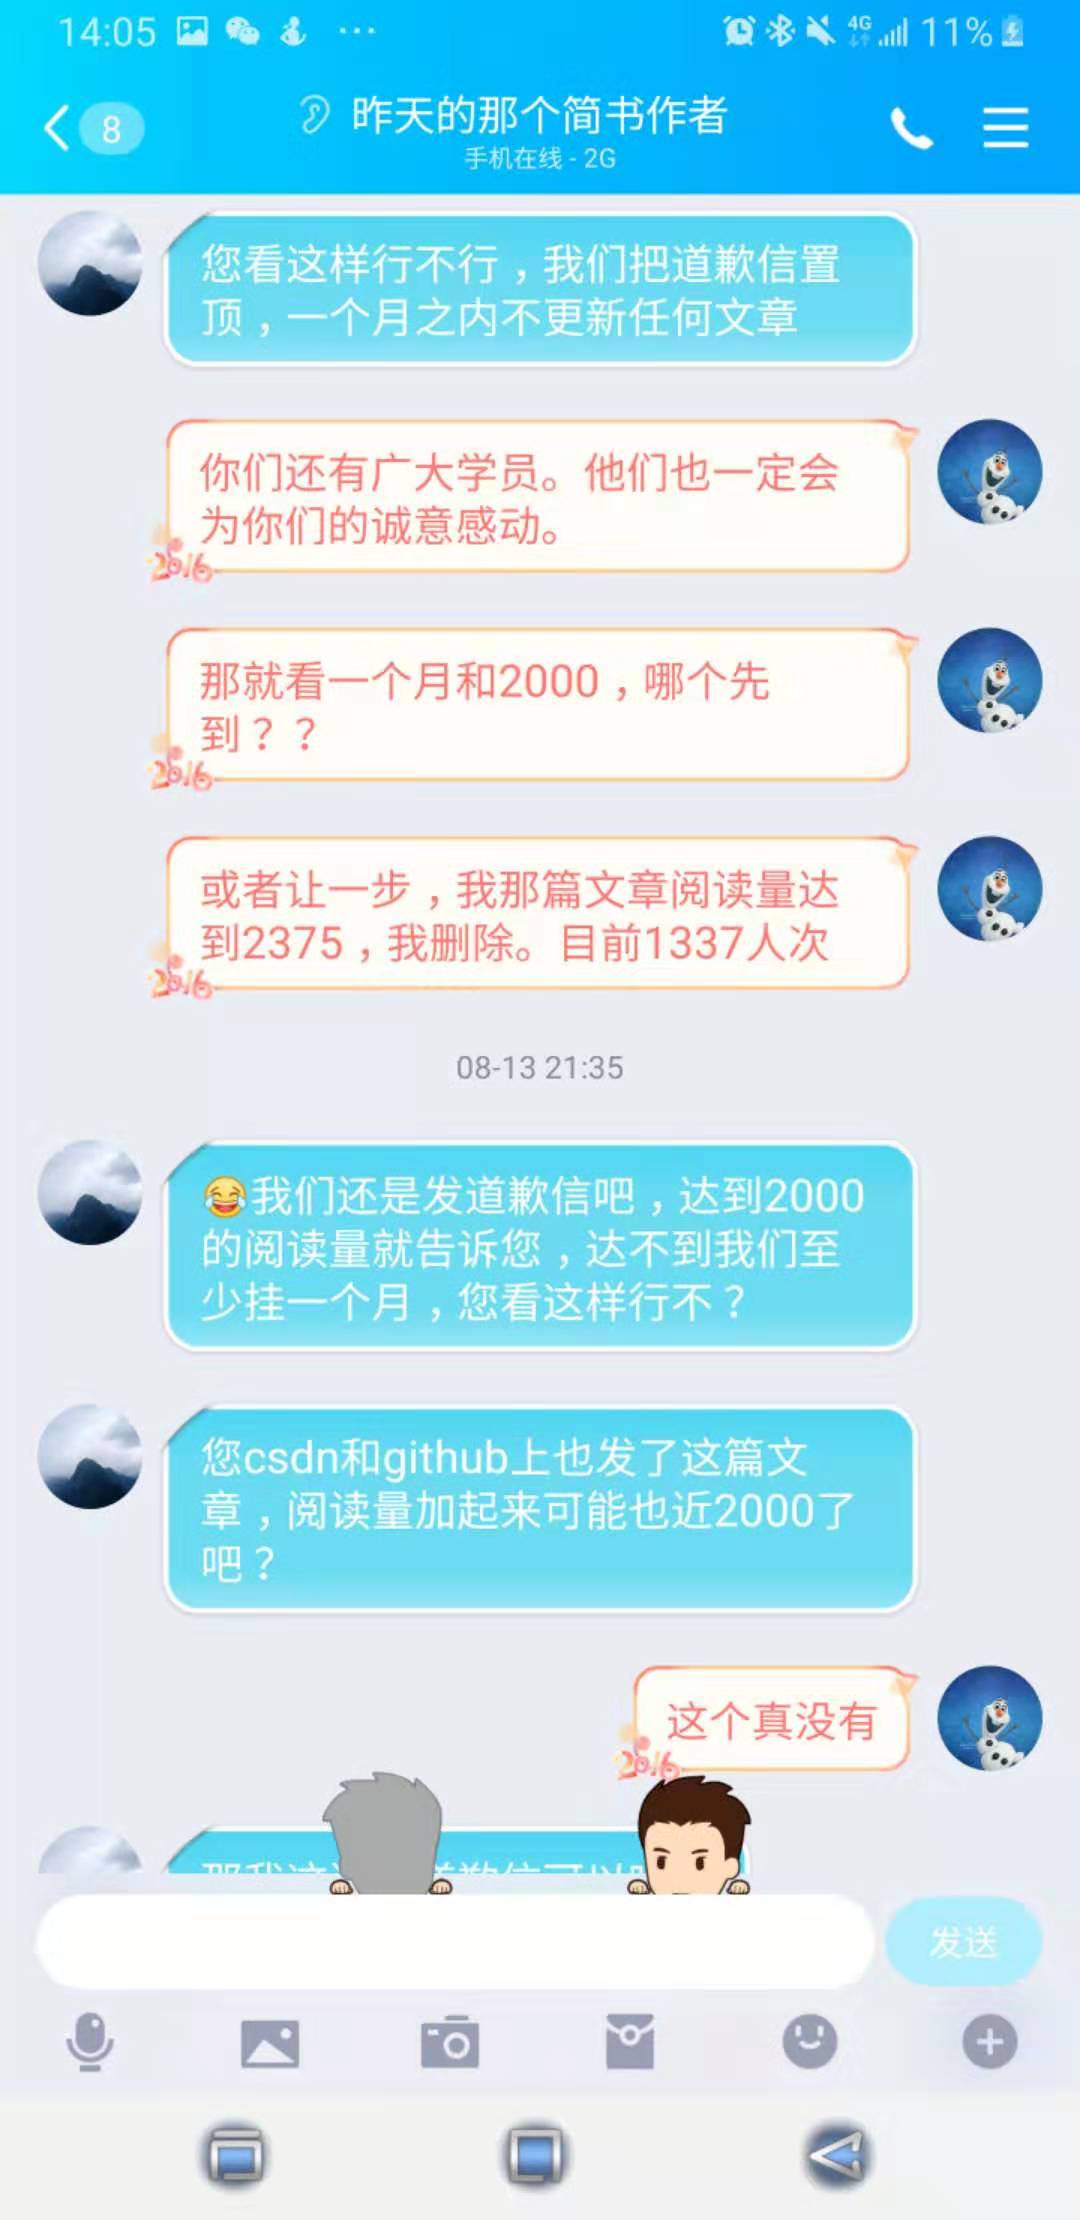 14:05
4G
11%
8
昨天的那个简书作者
手机在线 - 2G
您看这样行不行，我们把道歉信置
顶，一个月之内不更新任何文章
你们还有广大学员。他们也一定会
为你们的诚意感动。
2016
那就看一个月和2000，哪个先
到？？
2016
或者让一步，我那篇文章阅读量达
到2375，我删除。目前1337人次
2016
08-13 21:35
我们还是发道歉信吧，达到2000
的阅读量就告诉您，达不到我们至
少挂一个月，您看这样行不？
您csdn和github上也发了这篇文
章，阅读量加起来可能也近2000了
吧？
这个真没有
2016
发送